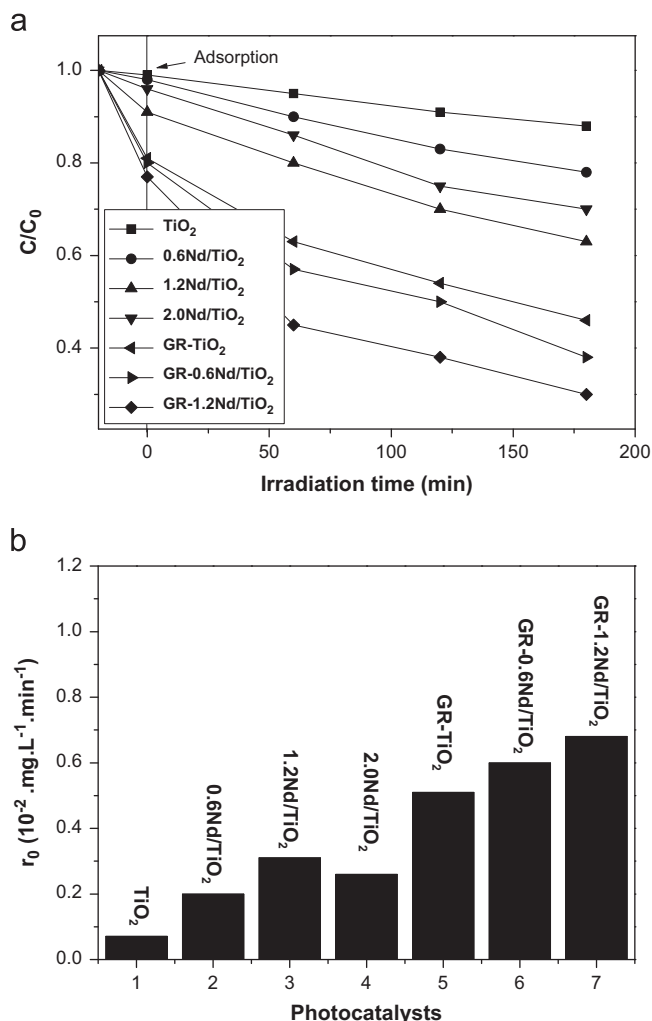 a
Adsorption
1.0
0.8
0.6
0.4
C/C₀
TiO₂
0.6Nd/TiO₂
1.2Nd/TiO₂
2.0Nd/TiO₂
GR-TiO₂
GR-0.6Nd/TiO₂
GR-1.2Nd/TiO₂
0 50 100 150 200
Irradiation time (min)
b
1.2
1.0
0.8
0.6
0.4
0.2
0.0
r₀ (10⁻² .mg.L⁻¹.min⁻¹)
TiO₂
0.6Nd/TiO₂
1.2Nd/TiO₂
2.0Nd/TiO₂
GR-TiO₂
GR-0.6Nd/TiO₂
GR-1.2Nd/TiO₂
1 2 3 4 5 6 7
Photocatalysts